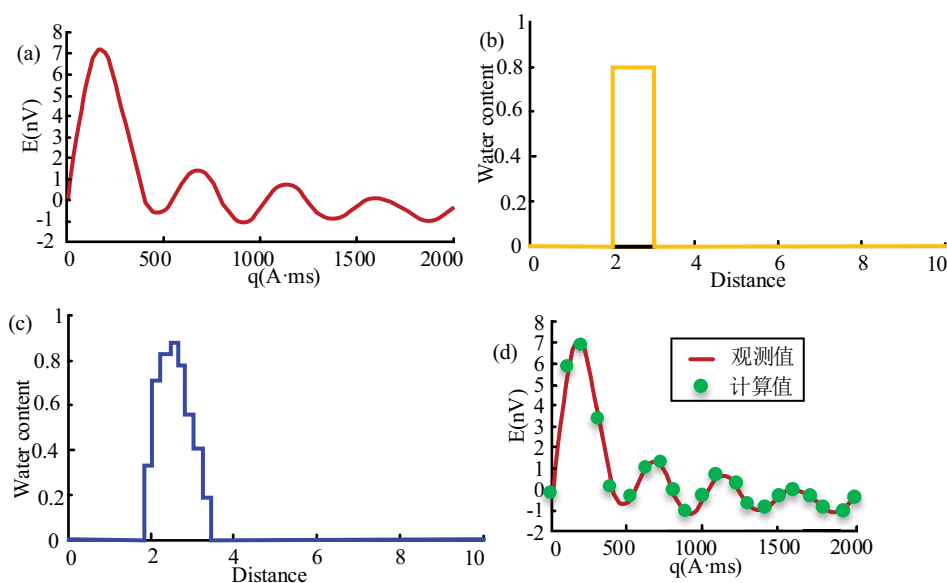 (a)
E(nV)
8
7
6
5
4
3
2
1
0
-1
-2
0 500 1000 1500 2000
q(A·ms)
(b)
Water content
1
0.8
0.6
0.4
0.2
0
0 2 4 6 8 10
Distance
(c)
Water content
1
0.8
0.6
0.4
0.2
0
0 2 4 6 8 10
Distance
(d)
E(nV)
8
7
6
5
4
3
2
1
0
-1
-2
0 500 1000 1500 2000
q(A·ms)
观测值
计算值